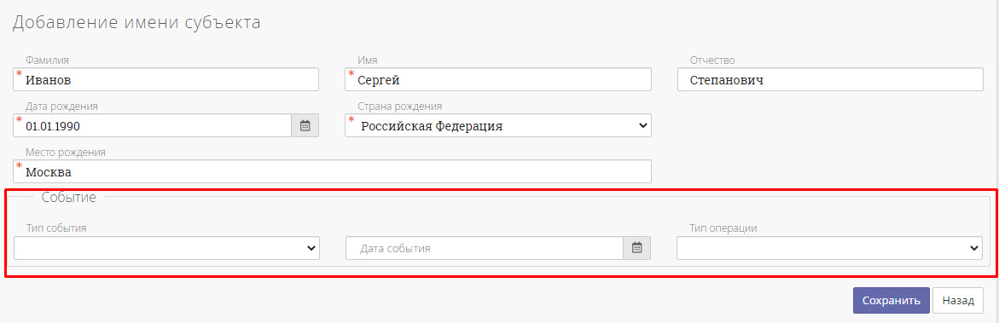 Добавление имени субъекта
Фамилия Имя Отчество
* Иванов * Сергей Степанович
Дата рождения Страна рождения
* 01.01.1990 * Российская Федерация
Место рождения
* Москва
Событие
Тип события Тип операции
Дата события
Сохранить Назад